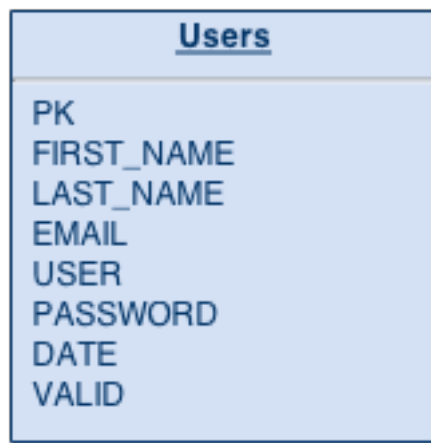 Users
PK
FIRST_NAME
LAST_NAME
EMAIL
USER
PASSWORD
DATE
VALID